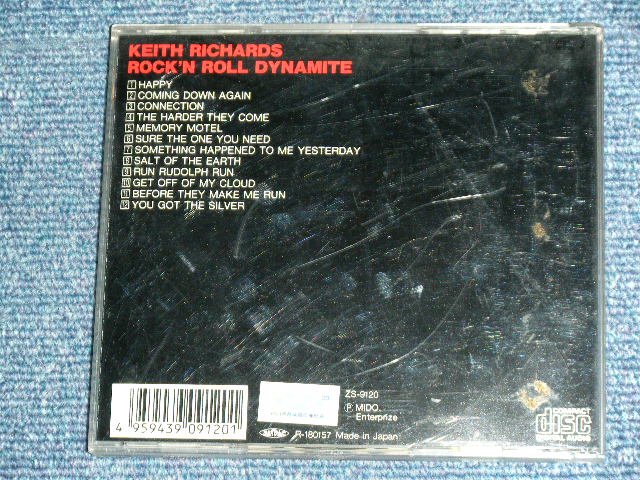 KEITH RICHARDS
ROCK'N ROLL DYNAMITE
1 HAPPY
2 COMING DOWN AGAIN
3 CONNECTION
4 THE HARDER THEY COME
5 MEMORY MOTEL
6 SURE THE ONE YOU NEED
7 SOMETHING HAPPENED TO ME YESTERDAY
8 SALT OF THE EARTH
9 RUN RUDOLPH RUN
10 GET OFF OF MY CLOUD
11 BEFORE THEY MAKE ME RUN
12 YOU GOT THE SILVER
4 959439 091201
ZS-9120
Ⓟ MIDO
Enterprize
R-180157 Made in Japan
COMPACT
disc
DIGITAL AUDIO